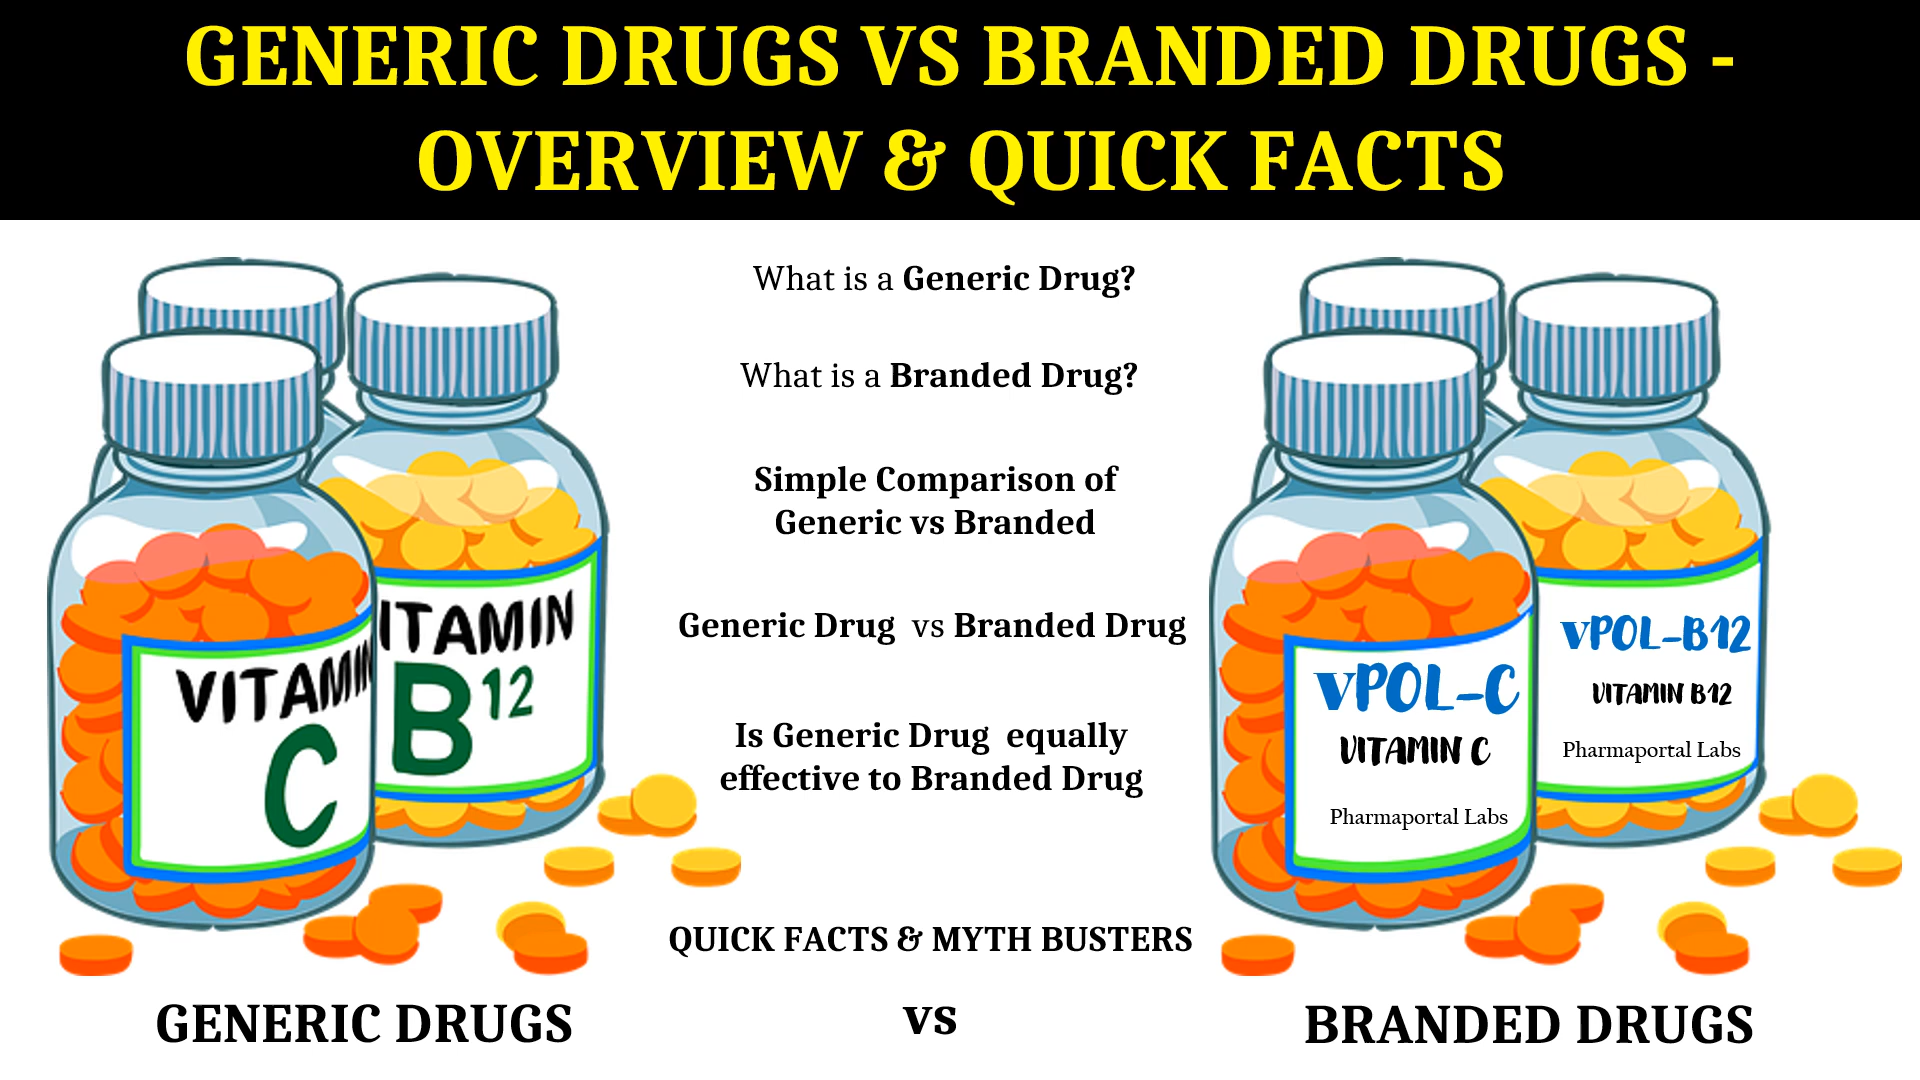 GENERIC DRUGS VS BRANDED DRUGS -
OVERVIEW & QUICK FACTS
What is a Generic Drug?
What is a Branded Drug?
Simple Comparison of
Generic vs Branded
Generic Drug vs Branded Drug
Is Generic Drug equally
effective to Branded Drug
QUICK FACTS & MYTH BUSTERS
VITAMIN
C
ITAMIN
B12
GENERIC DRUGS
vs
vPOL-C
VITAMIN C
Pharmaportal Labs
vPOL-B12
VITAMIN B12
Pharmaportal Labs
BRANDED DRUGS